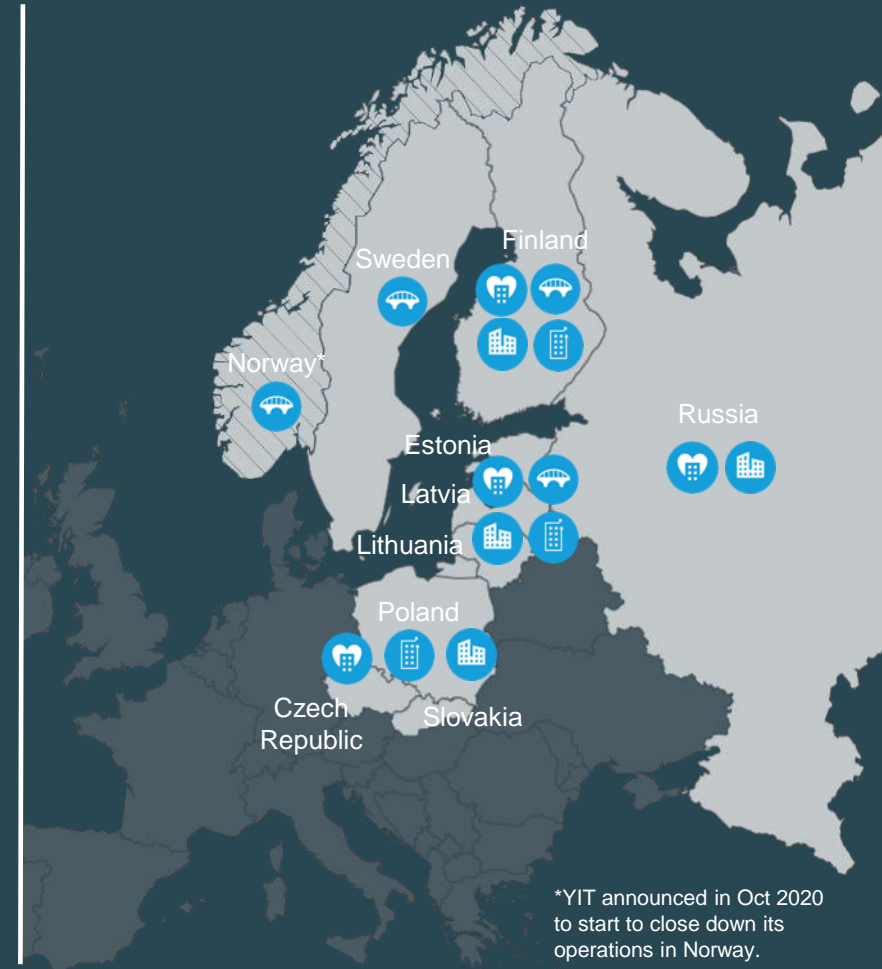 Finland
Sweden
Norway*
Russia
Estonia
Latvia
Lithuania
Poland
Czech
Republic
Slovakia
*YIT announced in Oct 2020
to start to close down its
operations in Norway.